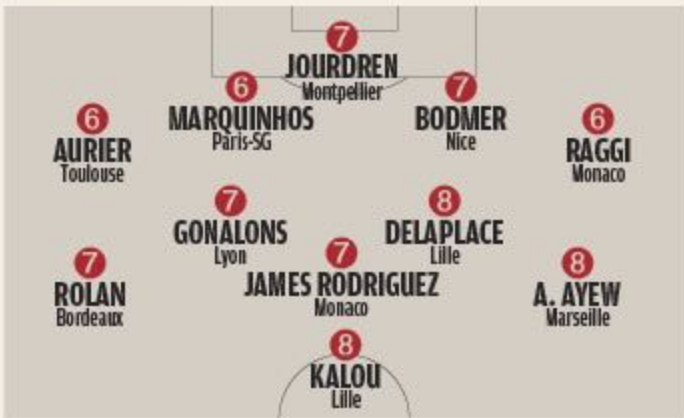 7
JOURDREN
Montpellier
6
MARQUINHOS
Paris-SG
7
BODMER
Nice
6
AURIER
Toulouse
6
RAGGI
Monaco
7
GONALONS
Lyon
8
DELAPLACE
Lille
7
ROLAN
Bordeaux
7
JAMES RODRIGUEZ
Monaco
8
A. AYEW
Marseille
8
KALOU
Lille